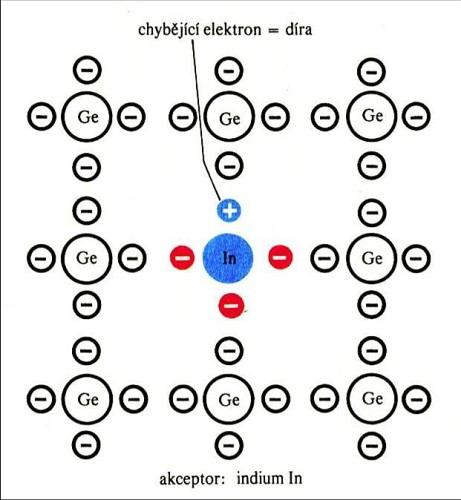 chybějící elektron = díra
Ge Ge Ge
Ge In Ge
Ge Ge Ge
akceptor: indium In